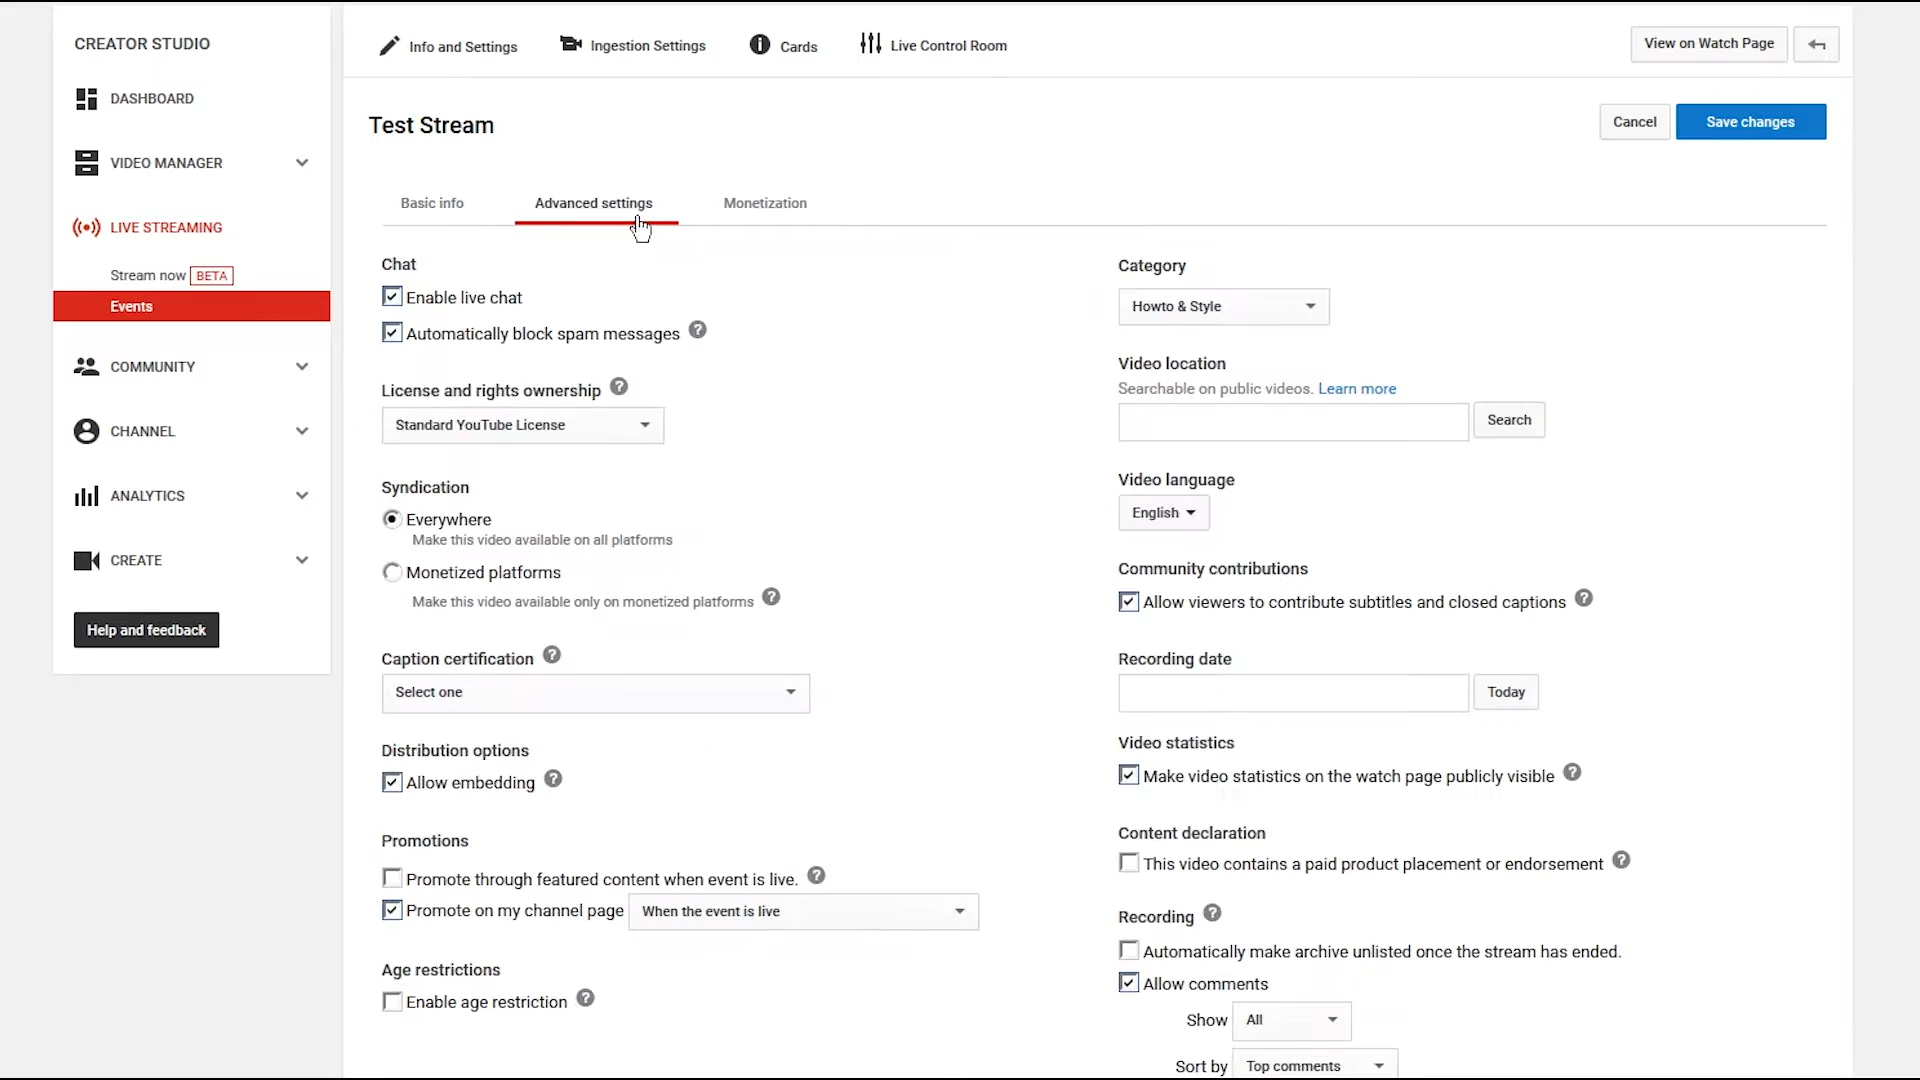 CREATOR STUDIO
DASHBOARD
VIDEO MANAGER
LIVE STREAMING
Stream now BETA
Events
COMMUNITY
CHANNEL
ANALYTICS
CREATE
Help and feedback
Info and Settings
Ingestion Settings
Cards
Live Control Room
View on Watch Page
Test Stream
Cancel
Save changes
Basic info
Advanced settings
Monetization
Chat
Enable live chat
Automatically block spam messages ?
License and rights ownership ?
Standard YouTube License
Syndication
Everywhere
Make this video available on all platforms
Monetized platforms
Make this video available only on monetized platforms ?
Caption certification ?
Select one
Distribution options
Allow embedding ?
Promotions
Promote through featured content when event is live. ?
Promote on my channel page When the event is live
Age restrictions
Enable age restriction ?
Category
Howto & Style
Video location
Searchable on public videos. Learn more
Search
Video language
English
Community contributions
Allow viewers to contribute subtitles and closed captions ?
Recording date
Today
Video statistics
Make video statistics on the watch page publicly visible ?
Content declaration
This video contains a paid product placement or endorsement ?
Recording ?
Automatically make archive unlisted once the stream has ended.
Allow comments
Show All
Sort by Top comments